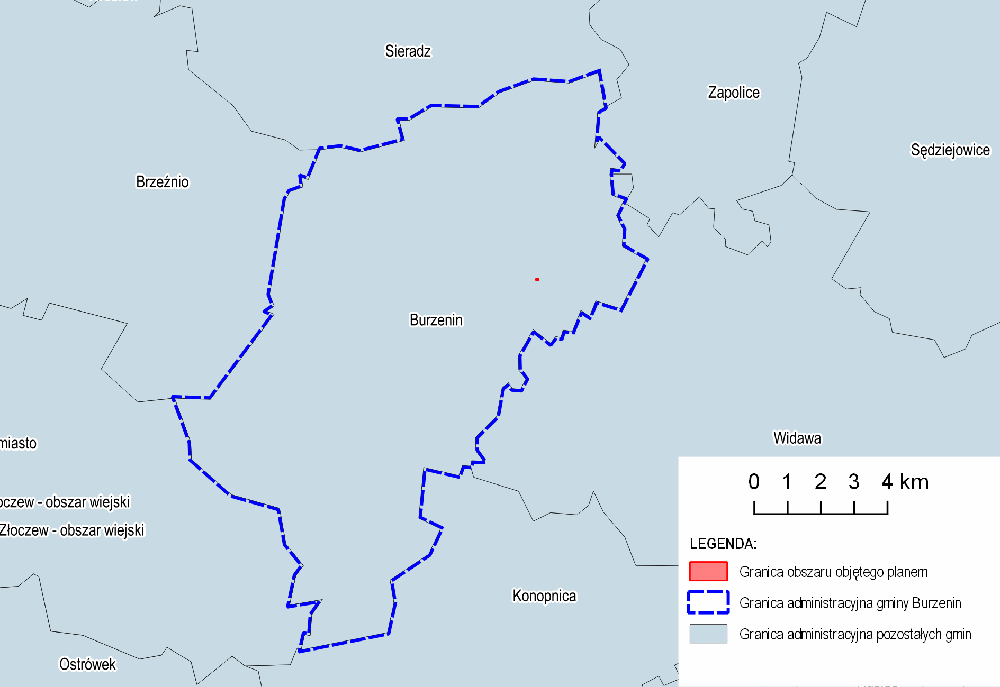 Sieradz
Zapolice
Sędziejowice
Brzeźnio
Burzenin
Widawa
miasto
oczew - obszar wiejski
Złoczew - obszar wiejski
Konopnica
Ostrówek
0 1 2 3 4 km
LEGENDA:
Granica obszaru objętego planem
Granica administracyjna gminy Burzenin
Granica administracyjna pozostałych gmin